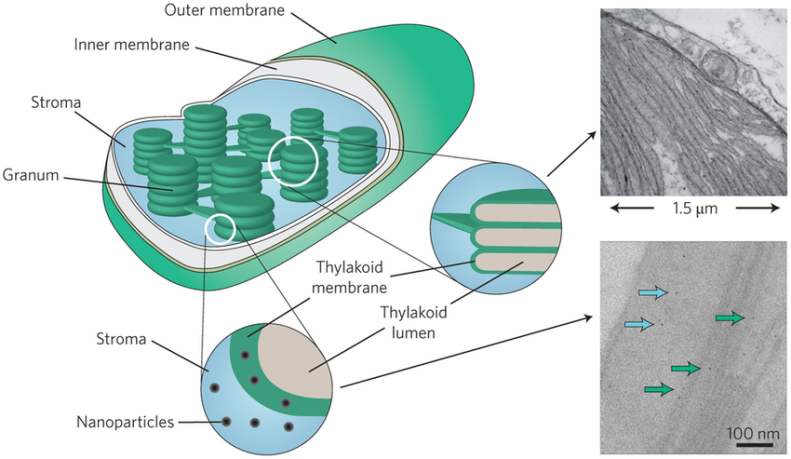 Outer membrane
Inner membrane
Stroma
Granum
1.5 µm
Thylakoid
membrane
Thylakoid
lumen
Stroma
Nanoparticles
100 nm